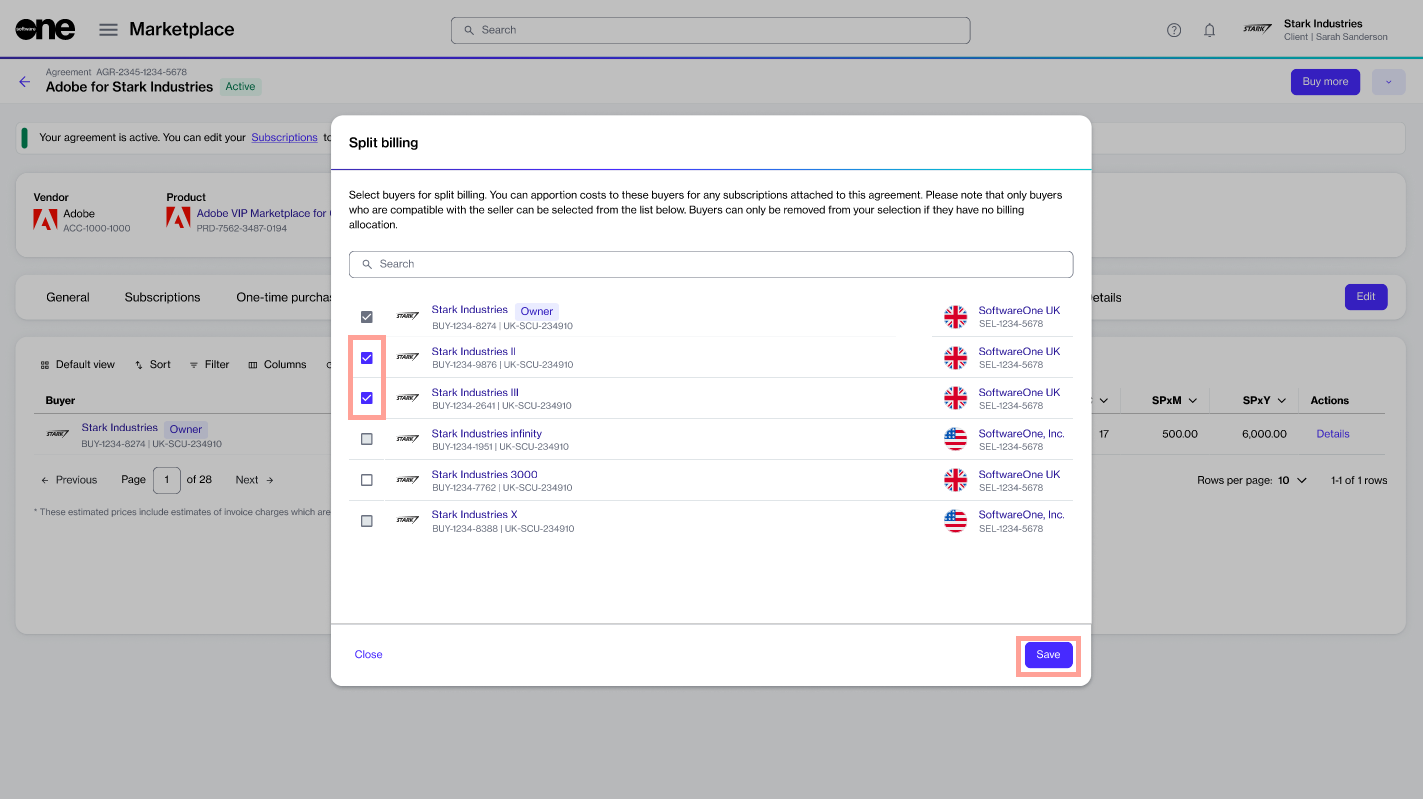 software one
Marketplace
Search
Stark Industries
Client | Sarah Sanderson
Agreement AGR-2345-1234-5678
Adobe for Stark Industries
Active
Buy more
Your agreement is active. You can edit your Subscriptions to
Vendor
Adobe
ACC-1000-1000
Product
Adobe VIP Marketplace for
PRD-7562-3487-0194
General
Subscriptions
One-time purchas
Details
Edit
Default view
Sort
Filter
Columns
Buyer
SPxM
SPxY
Actions
STARK
Stark Industries
Owner
BUY-1234-8274 | UK-SCU-234910
17
500.00
6,000.00
Details
Previous
Page 1 of 28
Next
Rows per page: 10
1-1 of 1 rows
* These estimated prices include estimates of invoice charges which are
Split billing
Select buyers for split billing. You can apportion costs to these buyers for any subscriptions attached to this agreement. Please note that only buyers
who are compatible with the seller can be selected from the list below. Buyers can only be removed from your selection if they have no billing
allocation.
Search
STARK
Stark Industries
Owner
BUY-1234-8274 | UK-SCU-234910
SoftwareOne UK
SEL-1234-5678
STARK
Stark Industries II
BUY-1234-9876 | UK-SCU-234910
SoftwareOne UK
SEL-1234-5678
STARK
Stark Industries III
BUY-1234-2641 | UK-SCU-234910
SoftwareOne UK
SEL-1234-5678
STARK
Stark Industries infinity
BUY-1234-1951 | UK-SCU-234910
SoftwareOne, Inc.
SEL-1234-5678
STARK
Stark Industries 3000
BUY-1234-7762 | UK-SCU-234910
SoftwareOne UK
SEL-1234-5678
STARK
Stark Industries X
BUY-1234-8388 | UK-SCU-234910
SoftwareOne, Inc.
SEL-1234-5678
Close
Save